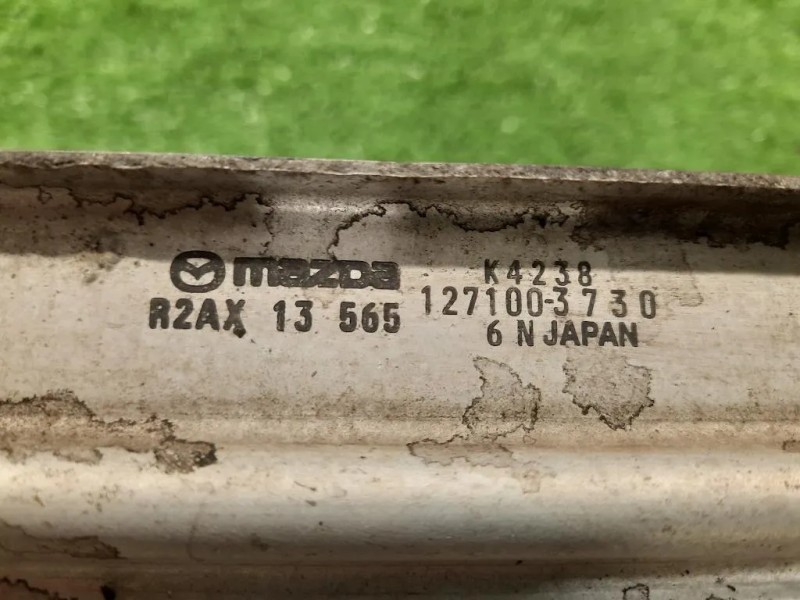 mazda
R2AX 13 565
K4238
127100-3730
6 N JAPAN